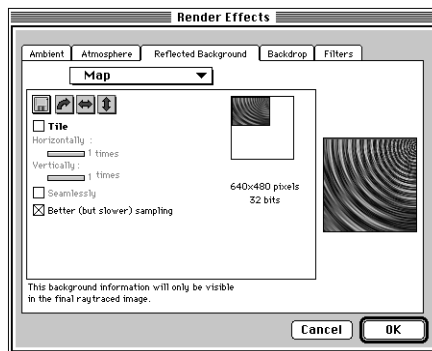 Render Effects
Ambient Atmosphere Reflected Background Backdrop Filters
Map
Tile
Horizontally :
1 times
Vertically :
1 times
Seamlessly
Better (but slower) sampling
640x480 pixels
32 bits
This background information will only be visible
in the final raytraced image.
Cancel OK